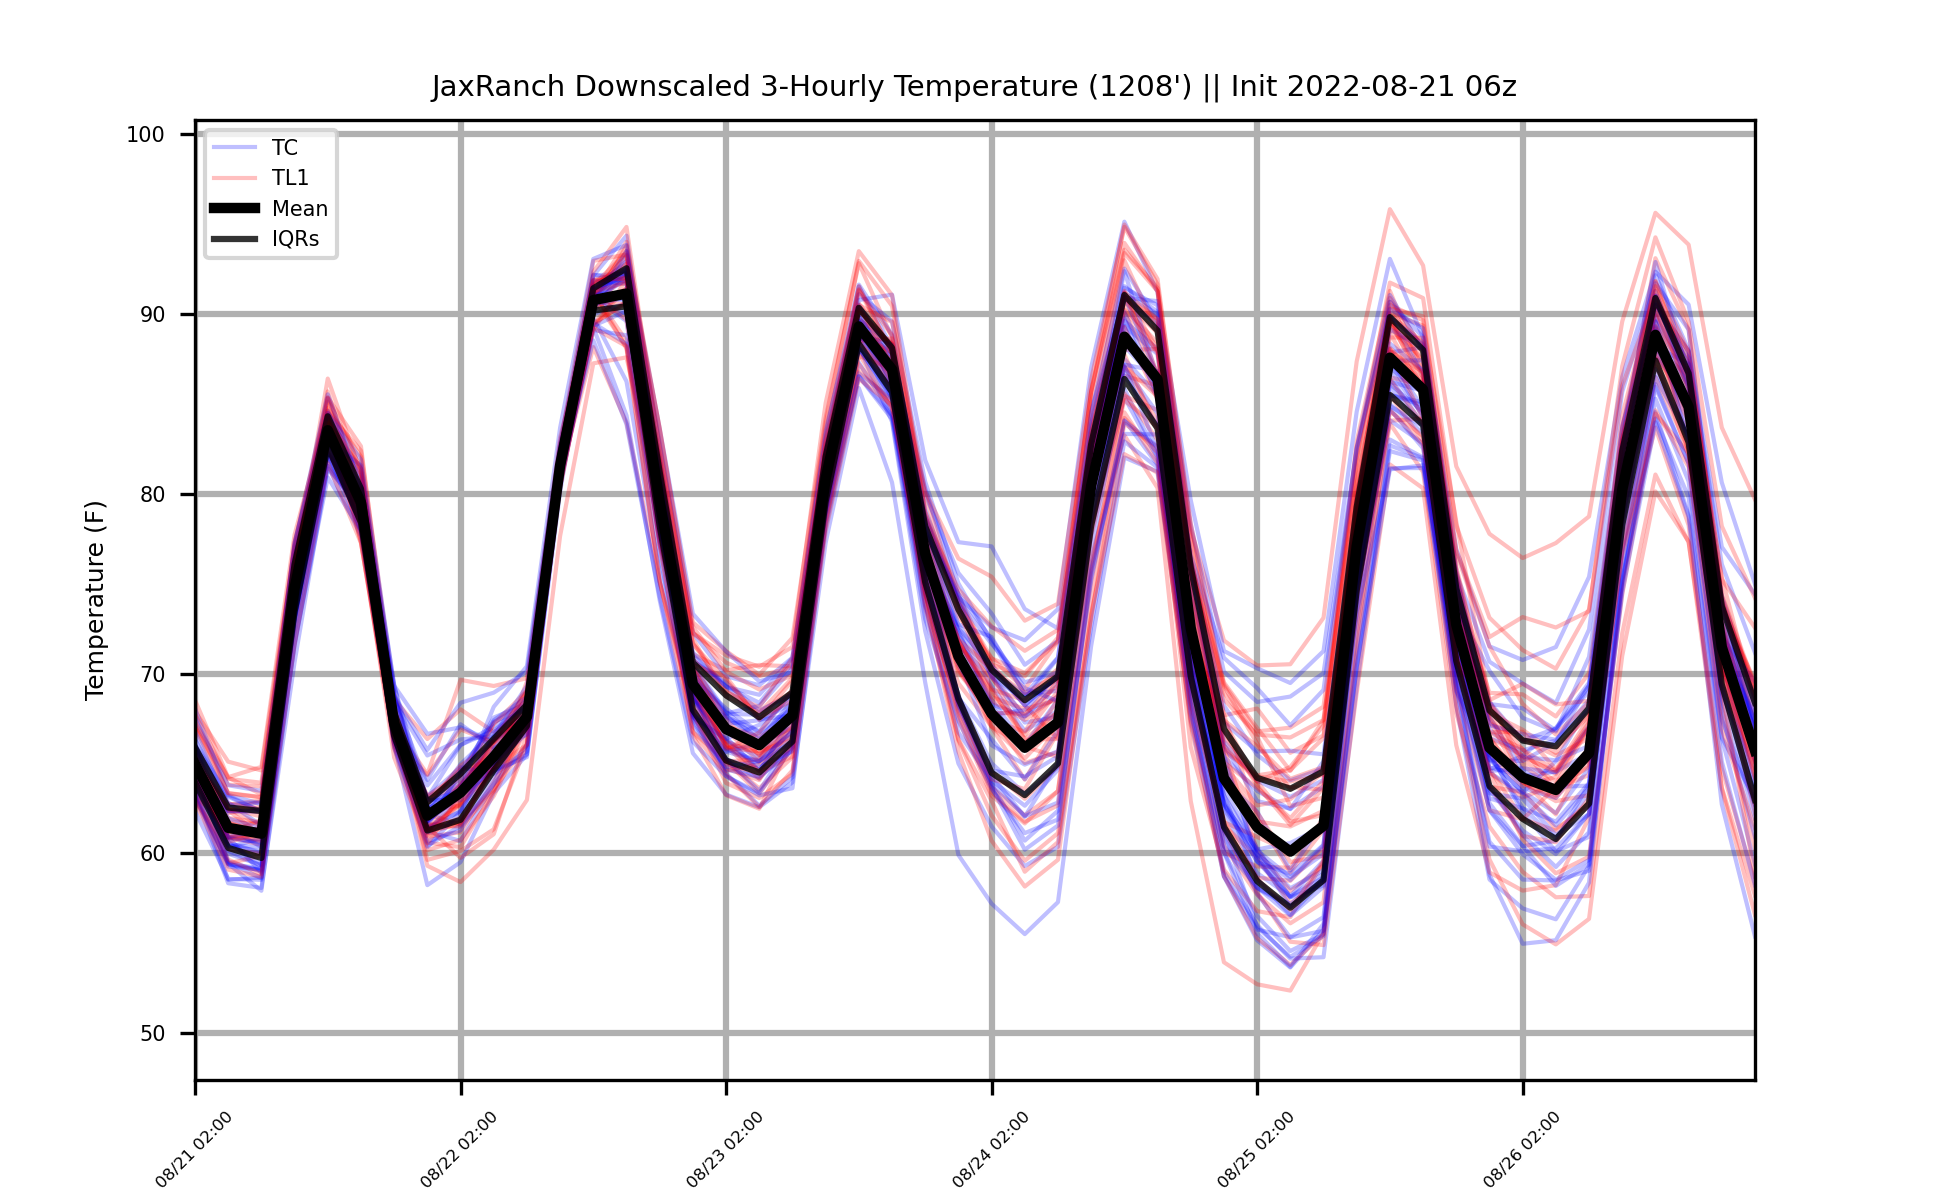 JaxRanch Downscaled 3-Hourly Temperature (1208') || Init 2022-08-21 06z
TC
TL1
Mean
IQRs
Temperature (F)
100
90
80
70
60
50
08/21 02:00
08/22 02:00
08/23 02:00
08/24 02:00
08/25 02:00
08/26 02:00